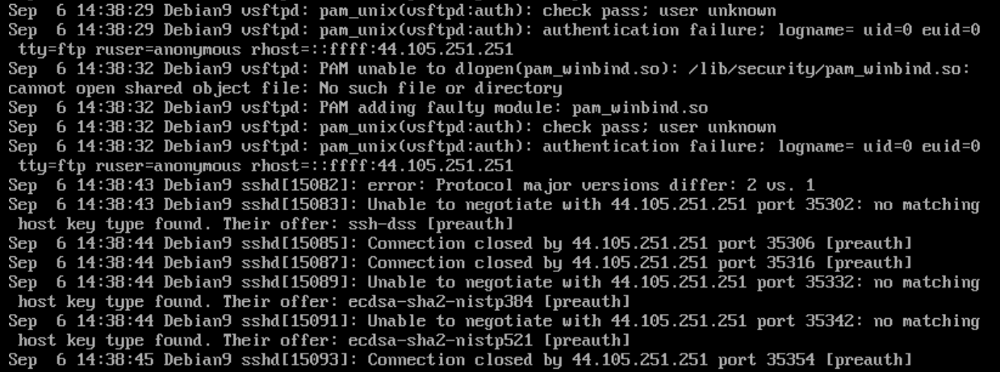 Sep  6 14:38:29 Debian9 vsftpd: pam_unix(vsftpd:auth): check pass; user unknown
Sep  6 14:38:29 Debian9 vsftpd: pam_unix(vsftpd:auth): authentication failure; logname= uid=0 euid=0
 tty=ftp ruser=anonymous rhost=::ffff:44.105.251.251
Sep  6 14:38:32 Debian9 vsftpd: PAM unable to dlopen(pam_winbind.so): /lib/security/pam_winbind.so:
cannot open shared object file: No such file or directory
Sep  6 14:38:32 Debian9 vsftpd: PAM adding faulty module: pam_winbind.so
Sep  6 14:38:32 Debian9 vsftpd: pam_unix(vsftpd:auth): check pass; user unknown
Sep  6 14:38:32 Debian9 vsftpd: pam_unix(vsftpd:auth): authentication failure; logname= uid=0 euid=0
 tty=ftp ruser=anonymous rhost=::ffff:44.105.251.251
Sep  6 14:38:43 Debian9 sshd[15082]: error: Protocol major versions differ: 2 vs. 1
Sep  6 14:38:43 Debian9 sshd[15083]: Unable to negotiate with 44.105.251.251 port 35302: no matching
 host key type found. Their offer: ssh-dss [preauth]
Sep  6 14:38:44 Debian9 sshd[15085]: Connection closed by 44.105.251.251 port 35306 [preauth]
Sep  6 14:38:44 Debian9 sshd[15087]: Connection closed by 44.105.251.251 port 35316 [preauth]
Sep  6 14:38:44 Debian9 sshd[15089]: Unable to negotiate with 44.105.251.251 port 35332: no matching
 host key type found. Their offer: ecdsa-sha2-nistp384 [preauth]
Sep  6 14:38:44 Debian9 sshd[15091]: Unable to negotiate with 44.105.251.251 port 35342: no matching
 host key type found. Their offer: ecdsa-sha2-nistp521 [preauth]
Sep  6 14:38:45 Debian9 sshd[15093]: Connection closed by 44.105.251.251 port 35354 [preauth]